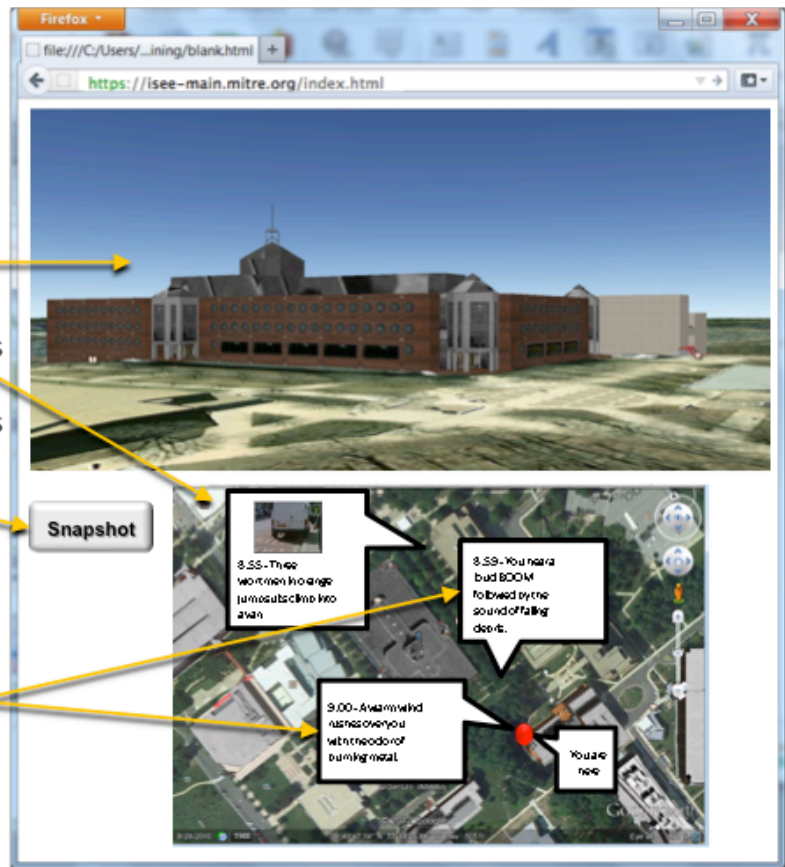 Firefox
file:///C:/Users/...ining/blank.html
https://isee-main.mitre.org/index.html
s
s
Snapshot
8.55 - Three
workmen in orange
jumpsuits climb into
a van
8.59 - You hear a
loud BOOM
followed by the
sound of falling
debris.
9.00 - A warm wind
rushes over you
with the odor of
burning metal.
You are
here